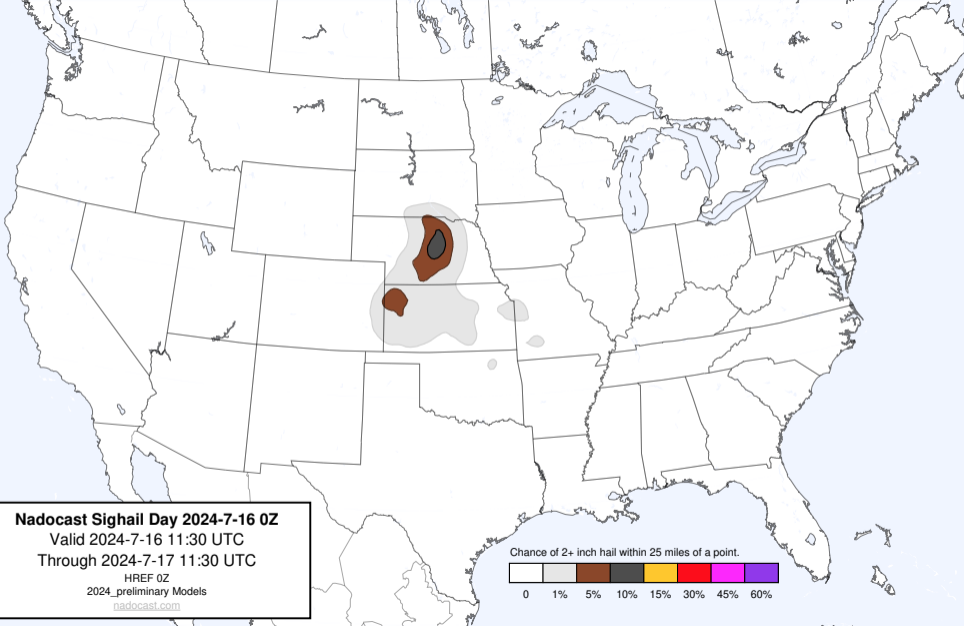 Nadocast Sighail Day 2024-7-16 0Z
Valid 2024-7-16 11:30 UTC
Through 2024-7-17 11:30 UTC
HREF 0Z
2024_preliminary Models
nadocast.com
Chance of 2+ inch hail within 25 miles of a point.
0 1% 5% 10% 15% 30% 45% 60%